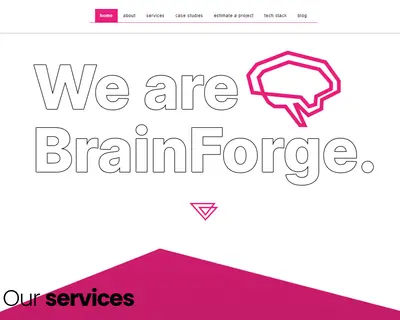 home about services case studies estimate a project tech stack blog
We are
BrainForge.
Our services